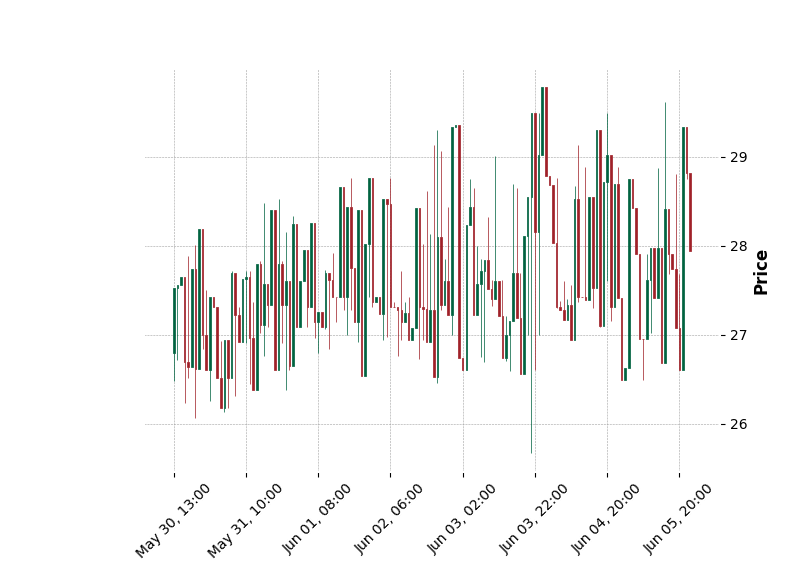 29
28
27
26
Price
May 30, 13:00
May 31, 10:00
Jun 01, 08:00
Jun 02, 06:00
Jun 03, 02:00
Jun 03, 22:00
Jun 04, 20:00
Jun 05, 20:00